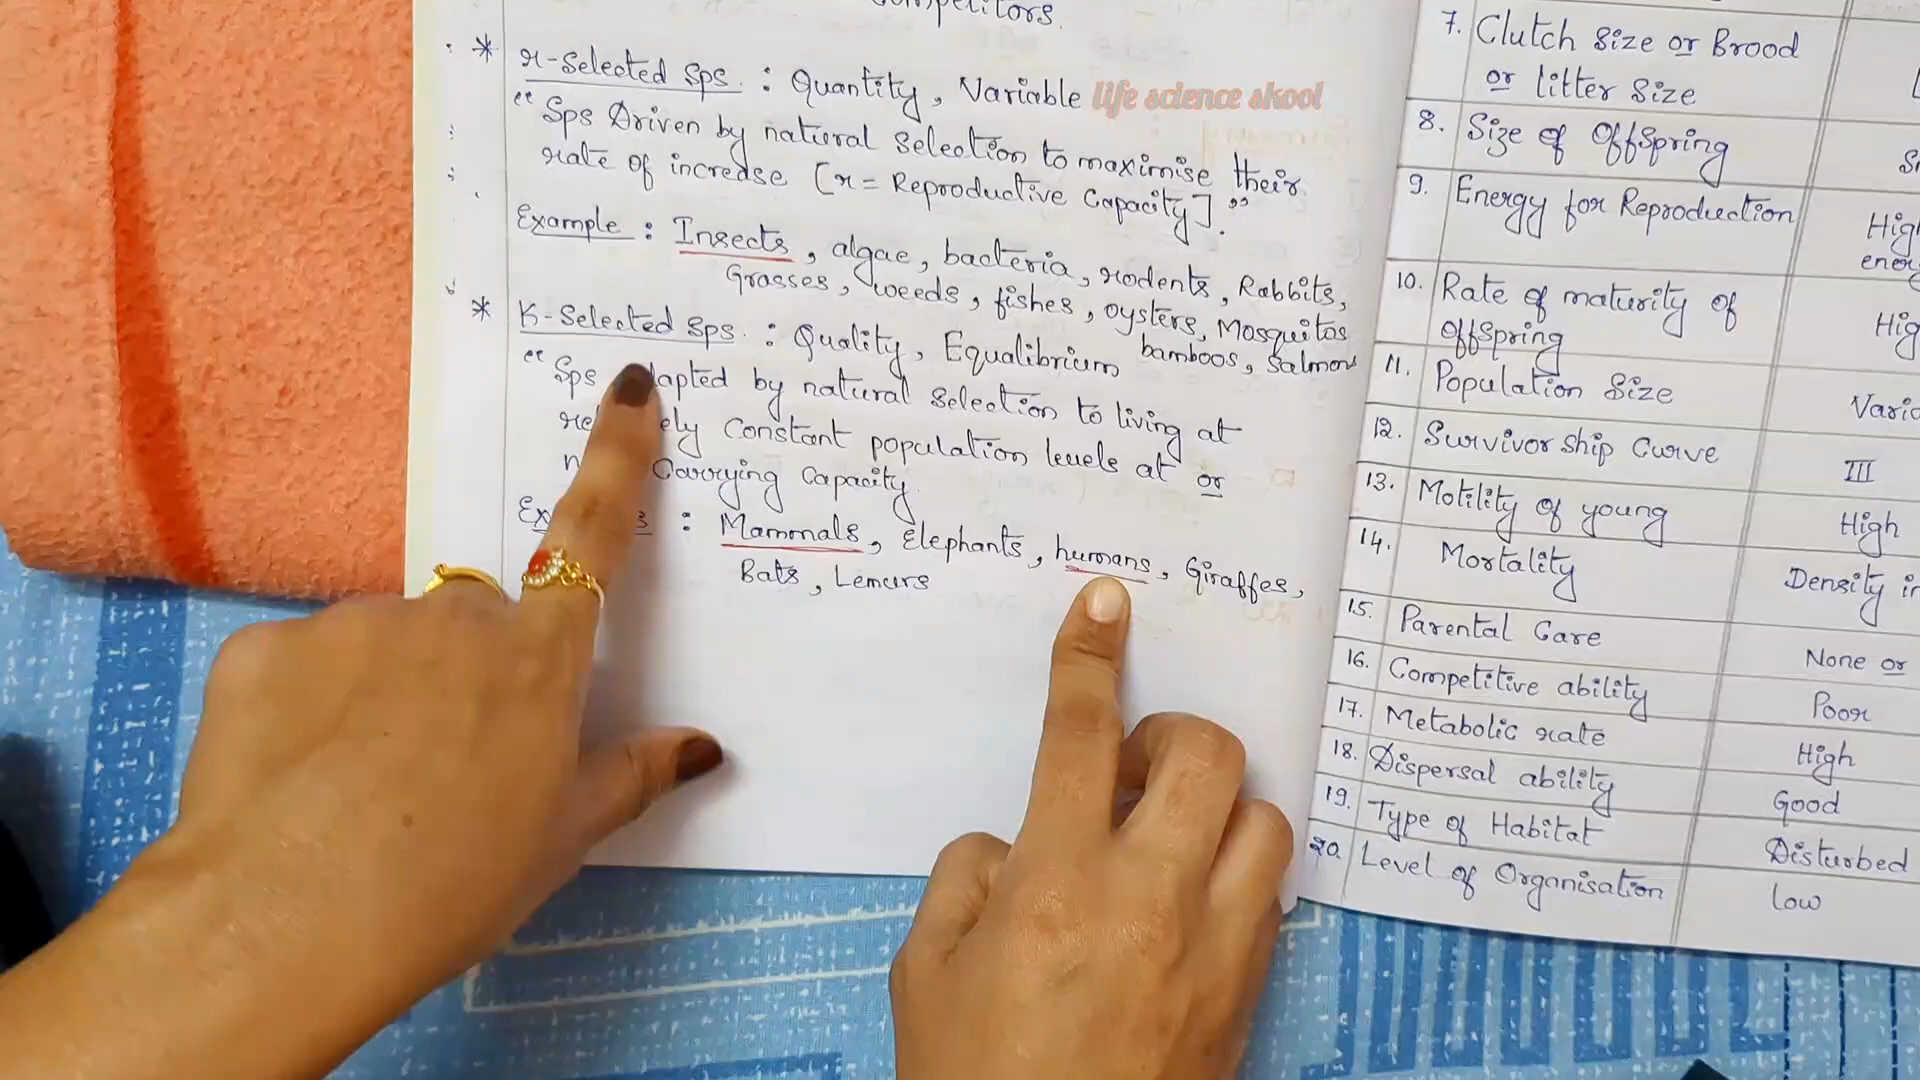 * r-Selected Sps : Quantity, Variable
life science skool
"Sps Driven by natural selection to maximise their
rate of increase [r = Reproductive Capacity]".
Example : Insects, algae, bacteria, rodents, Rabbits,
Grasses, weeds, fishes, oysters, Mosquitos
bamboos, Salmons
* K-Selected Sps : Quality, Equalibrium
"Sps adapted by natural selection to living at
constant population levels at or
Carrying Capacity
: Mammals, Elephants, humans, Giraffes,
Bats, Lemurs
7. Clutch Size or Brood
or litter Size
8. Size of Offspring
9. Energy for Reproduction High
10. Rate of maturity of
offspring
11. Population Size
12. Survivorship Curve III
13. Motility of young High
14. Mortality Density
15. Parental Care None or
16. Competitive ability Poor
17. Metabolic rate High
18. Dispersal ability Good
19. Type of Habitat Disturbed
20. Level of Organisation low